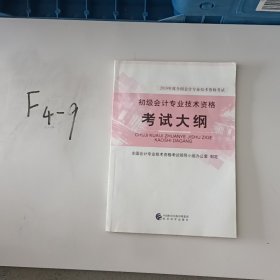 F4-9
2019年度全国会计专业技术资格考试
初级会计专业技术资格
考试大纲
CHUJI KUAIJI ZHUANYE JISHU ZIGE
KAOSHI DAGANG
全国会计专业技术资格考试领导小组办公室 制定